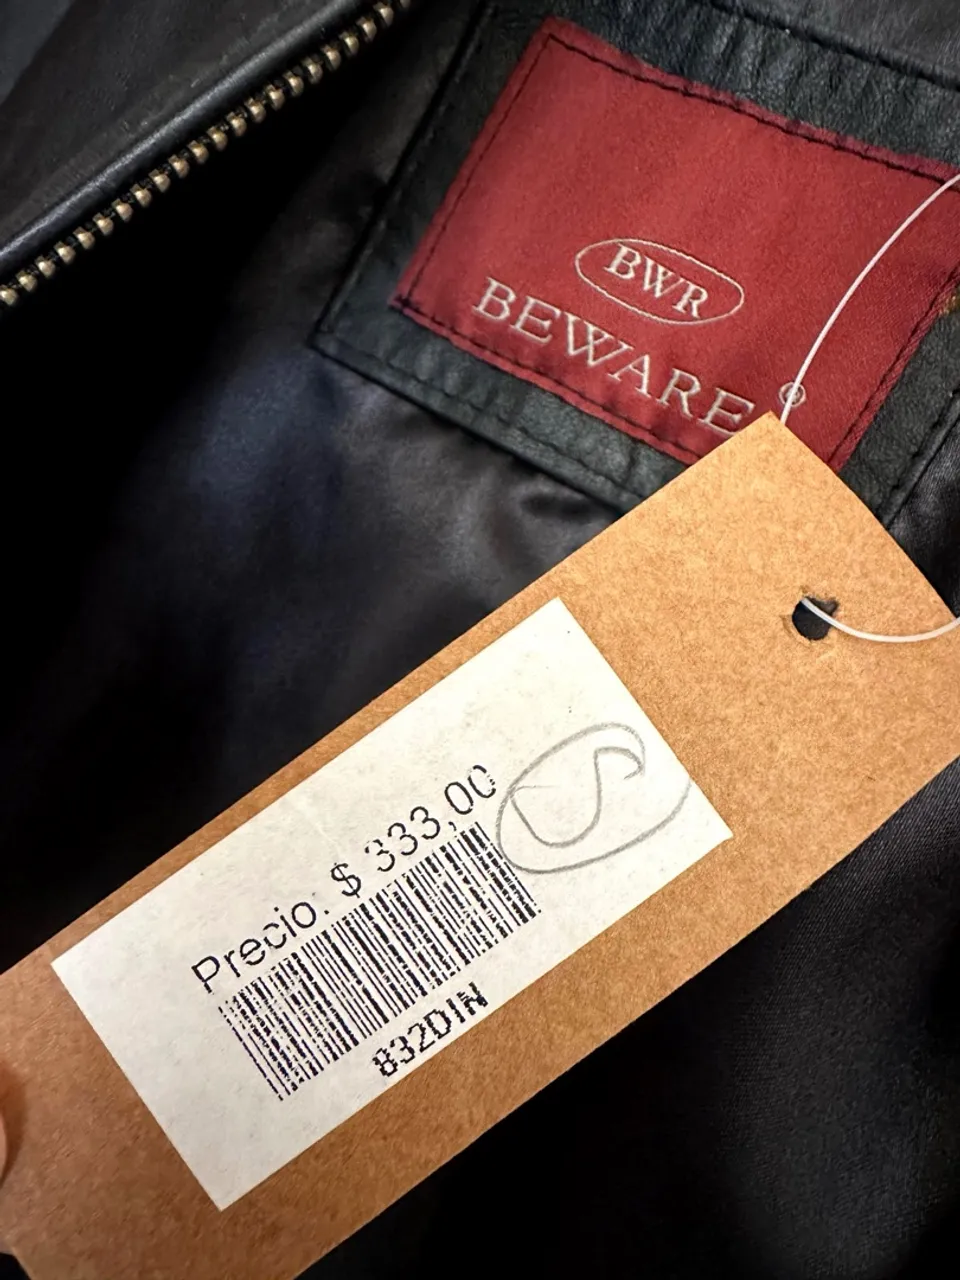 BWR
BEWARE®
Precio. $ 333,00
832DIN
S